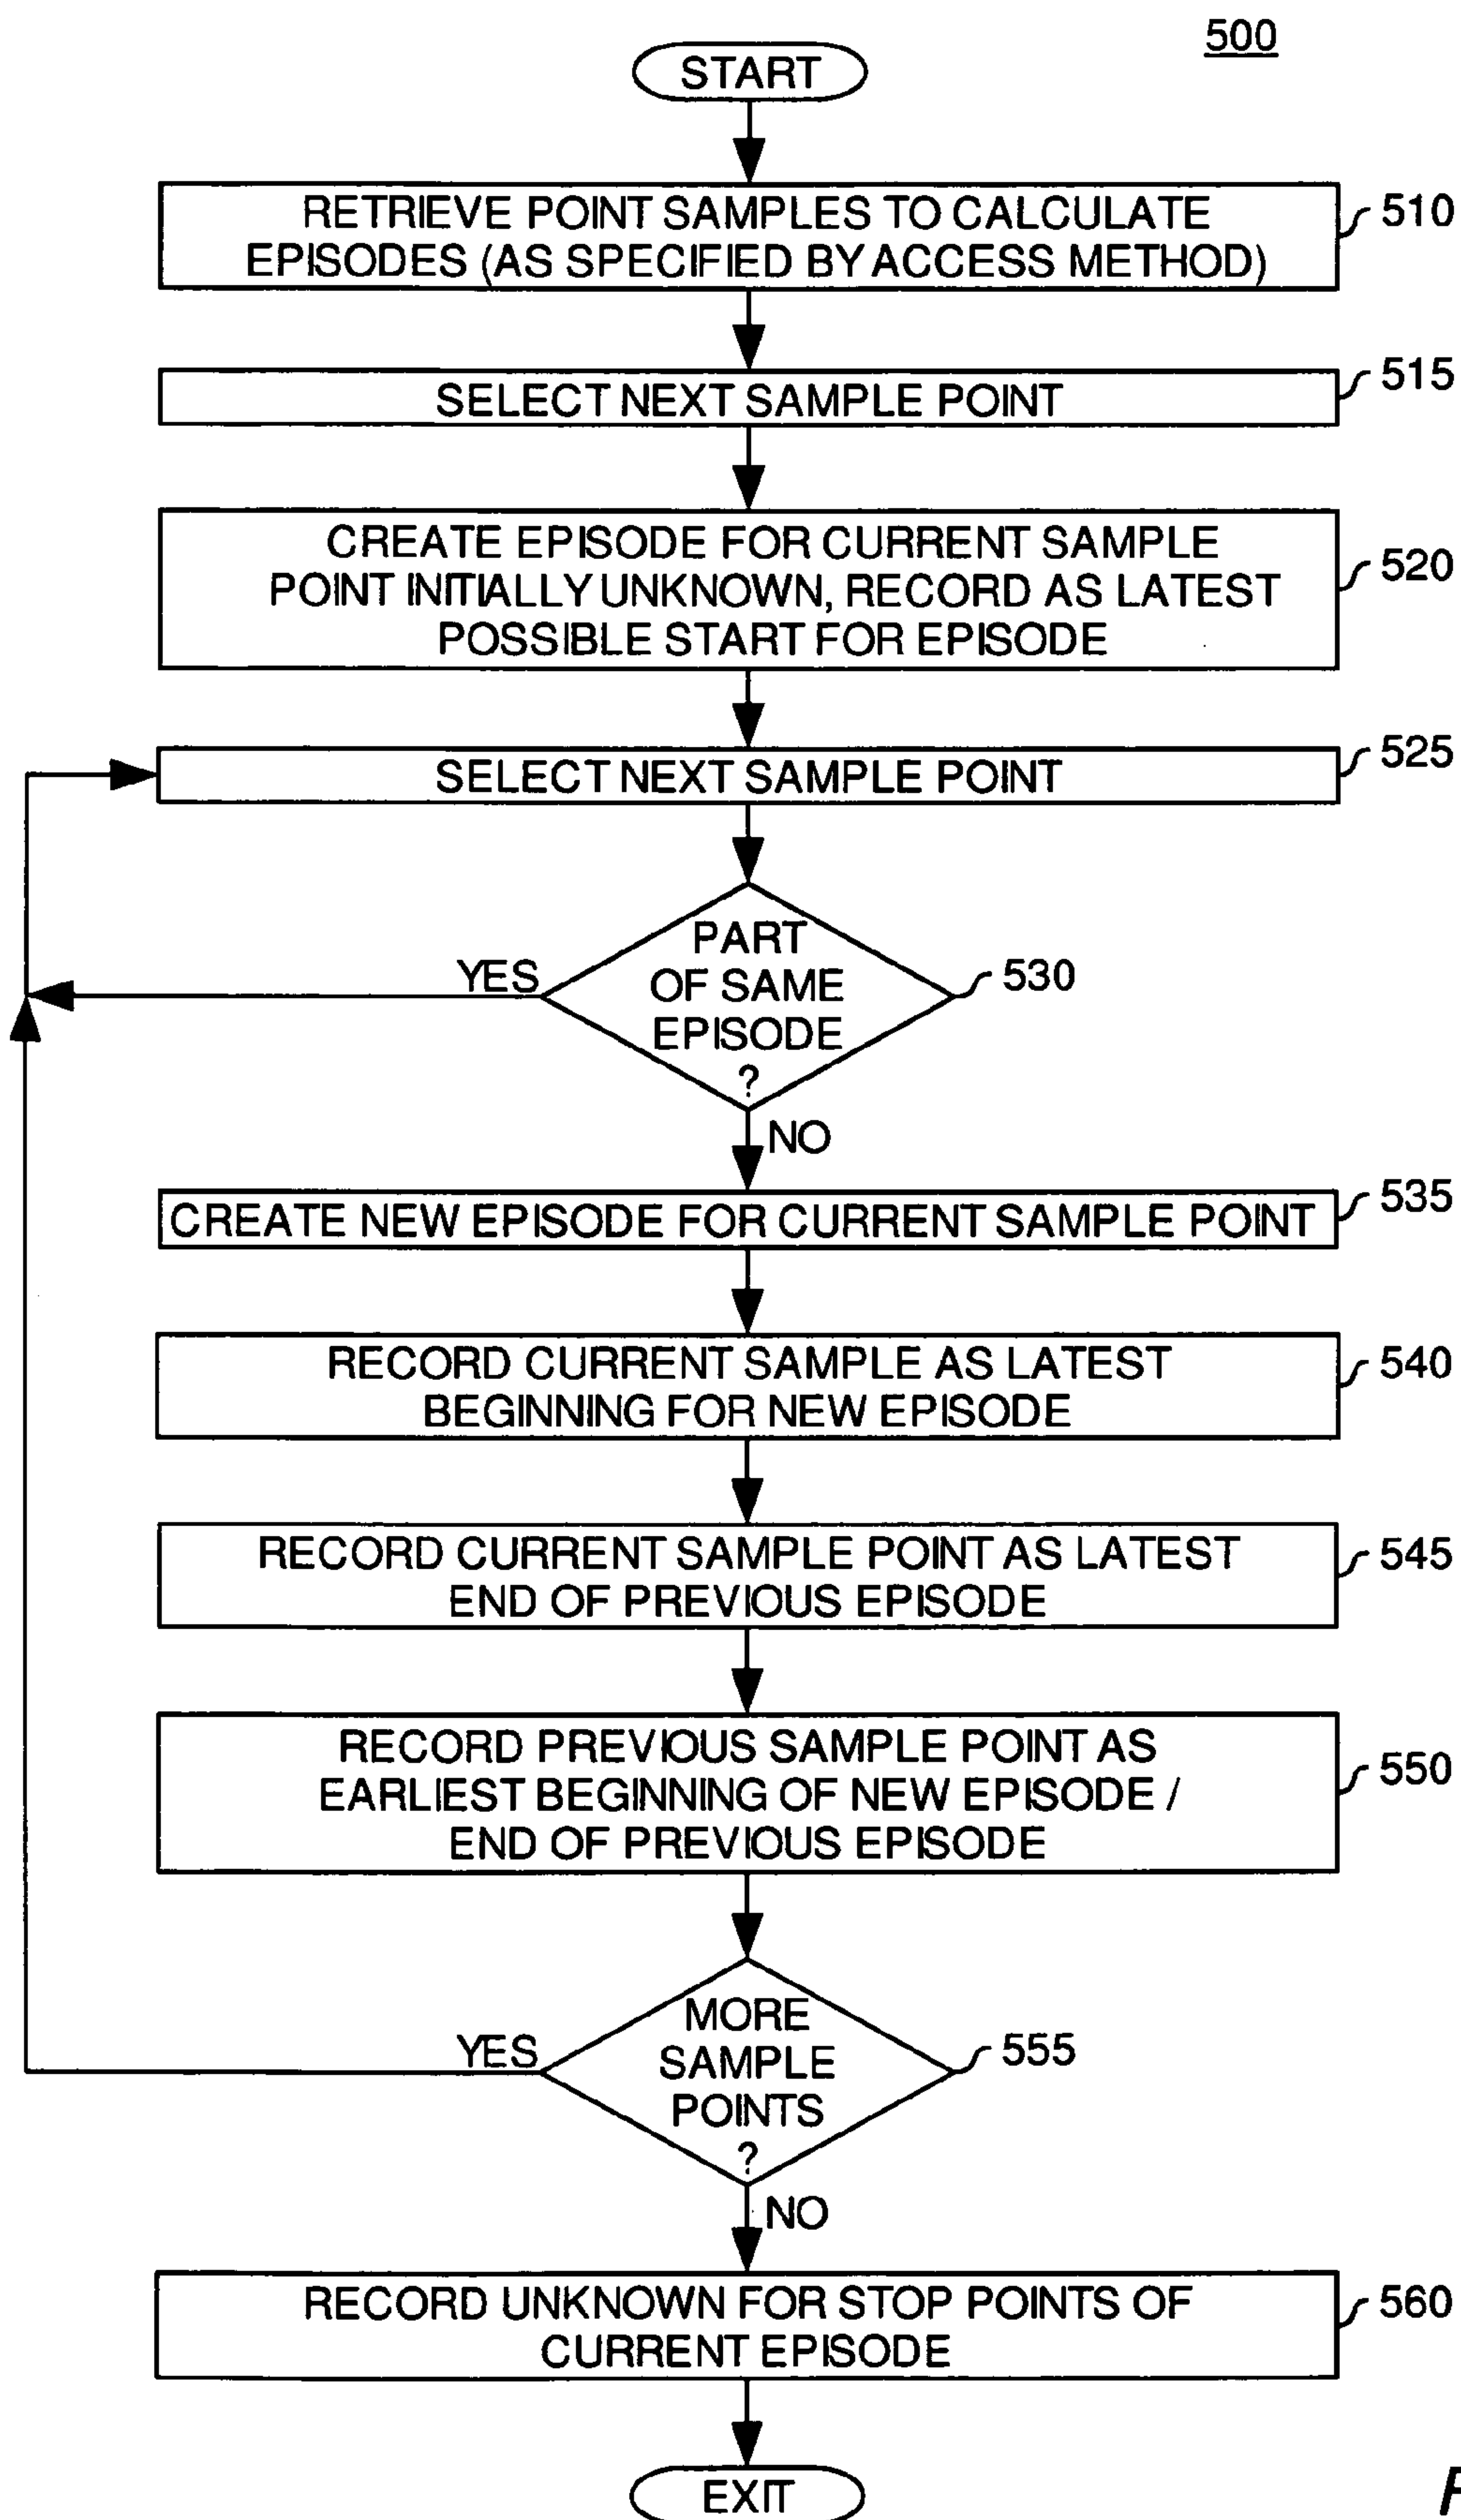 500
START
RETRIEVE POINT SAMPLES TO CALCULATE
EPISODES (AS SPECIFIED BY ACCESS METHOD)
510
SELECT NEXT SAMPLE POINT
515
CREATE EPISODE FOR CURRENT SAMPLE
POINT INITIALLY UNKNOWN, RECORD AS LATEST
POSSIBLE START FOR EPISODE
520
SELECT NEXT SAMPLE POINT
525
PART
OF SAME
EPISODE
?
530
YES
NO
CREATE NEW EPISODE FOR CURRENT SAMPLE POINT
535
RECORD CURRENT SAMPLE AS LATEST
BEGINNING FOR NEW EPISODE
540
RECORD CURRENT SAMPLE POINT AS LATEST
END OF PREVIOUS EPISODE
545
RECORD PREVIOUS SAMPLE POINT AS
EARLIEST BEGINNING OF NEW EPISODE /
END OF PREVIOUS EPISODE
550
MORE
SAMPLE
POINTS
?
555
YES
NO
RECORD UNKNOWN FOR STOP POINTS OF
CURRENT EPISODE
560
EXIT